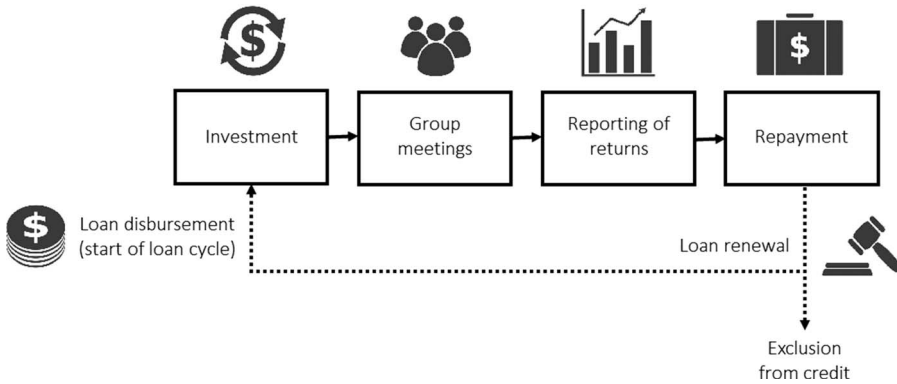 $
$
Investment
Group
meetings
Reporting of
returns
Repayment
$
Loan disbursement
(start of loan cycle)
Loan renewal
Exclusion
from credit